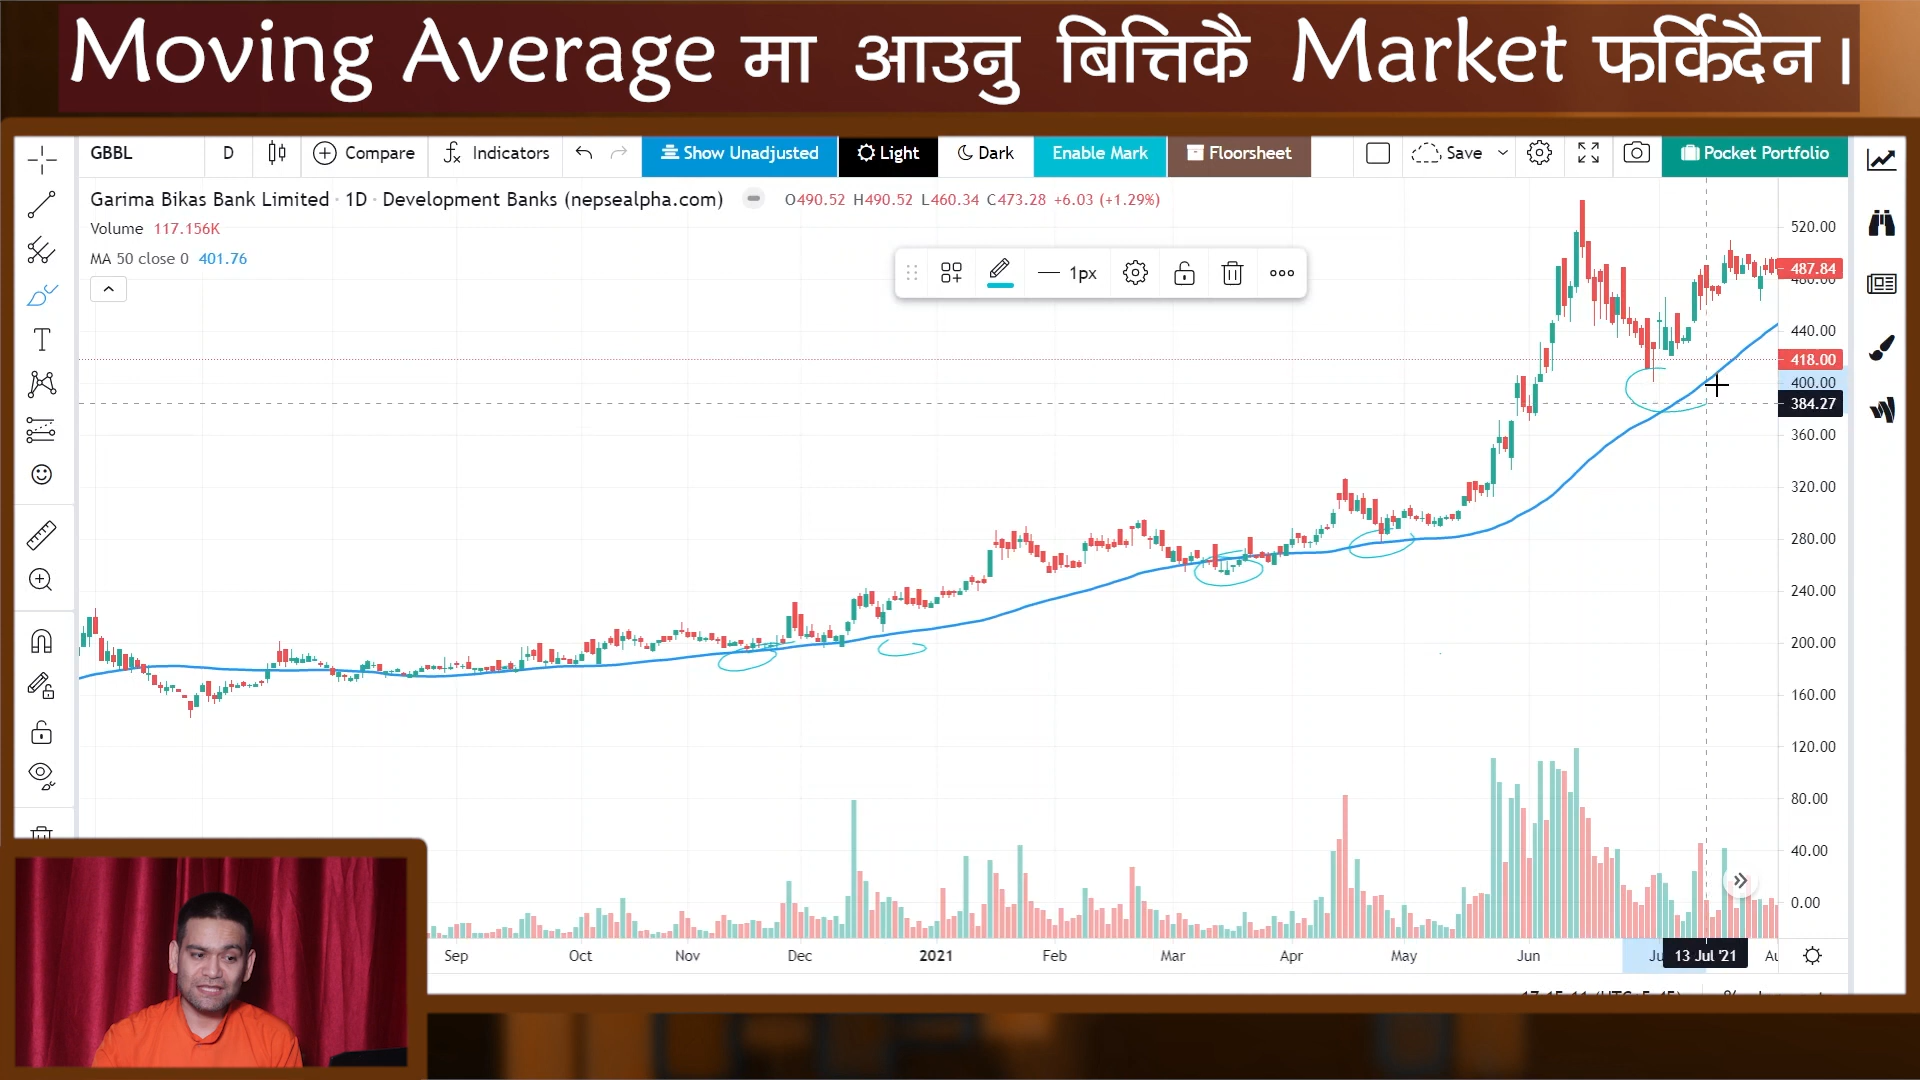 Moving Average मा आउनु बित्तिकै Market फर्किदैन ।
GBBL D Compare Indicators Show Unadjusted Light Dark Enable Mark Floorsheet Save Pocket Portfolio
Garima Bikas Bank Limited · 1D · Development Banks (nepsealpha.com) O490.52 H490.52 L460.34 C473.28 +6.03 (+1.29%)
Volume 117.156K
MA 50 close 0 401.76
1px
520.00
487.84
480.00
440.00
418.00
400.00
384.27
360.00
320.00
280.00
240.00
200.00
160.00
120.00
80.00
40.00
0.00
Sep Oct Nov Dec 2021 Feb Mar Apr May Jun 13 Jul '21